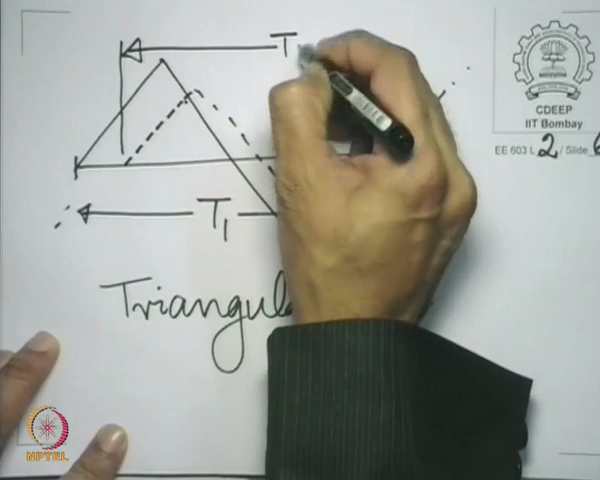 T
CDEEP
IIT Bombay
EE 603 L 2 / Slide 6
T1
Triangul
NPTEL